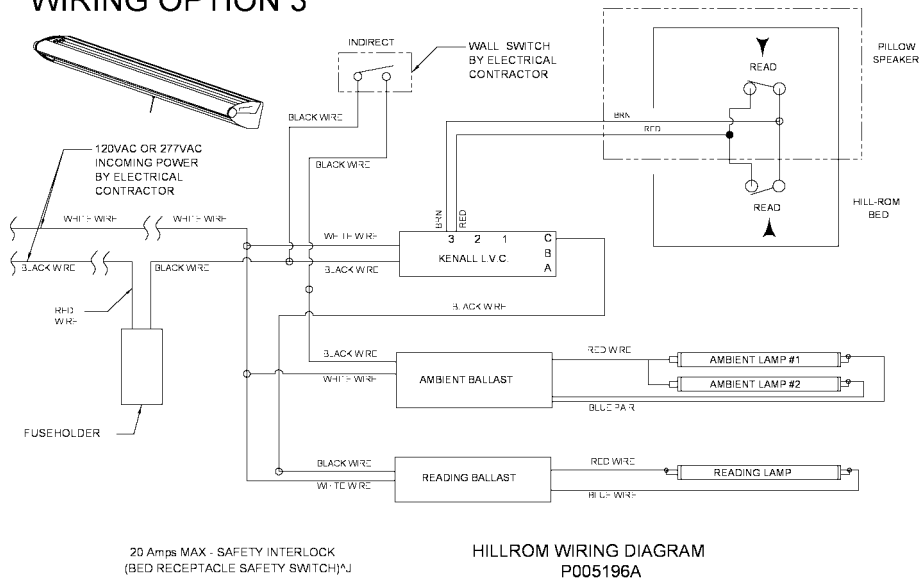 WIRING OPTION 3
INDIRECT
WALL SWITCH
BY ELECTRICAL
CONTRACTOR
READ
PILLOW
SPEAKER
BLACK WIRE
BRN
RED
120VAC OR 277VAC
INCOMING POWER
BY ELECTRICAL
CONTRACTOR
BLACK WIRE
READ
HILL-ROM
BED
WHITE WIRE
WHITE WIRE
BRN
RED
WHITE WIRE
3 2 1
C
B
A
KENALL L.V.C.
BLACK WIRE
BLACK WIRE
BLACK WIRE
RED
WIRE
BLACK WIRE
BLACK WIRE
WHITE WIRE
AMBIENT BALLAST
RED WIRE
AMBIENT LAMP #1
AMBIENT LAMP #2
BLUE PAIR
FUSEHOLDER
BLACK WIRE
WHITE WIRE
READING BALLAST
RED WIRE
READING LAMP
BLUE WIRE
20 Amps MAX - SAFETY INTERLOCK
(BED RECEPTACLE SAFETY SWITCH)^J
HILLROM WIRING DIAGRAM
P005196A